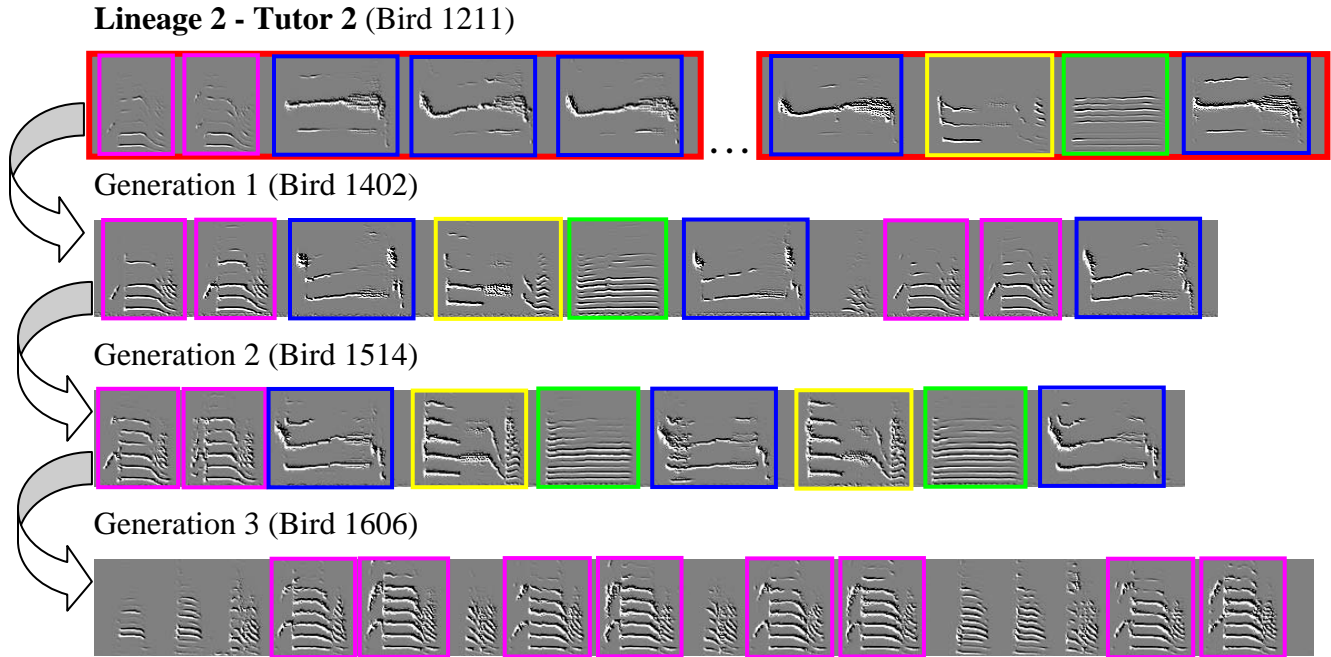 Lineage 2 - Tutor 2 (Bird 1211)
...
Generation 1 (Bird 1402)
Generation 2 (Bird 1514)
Generation 3 (Bird 1606)